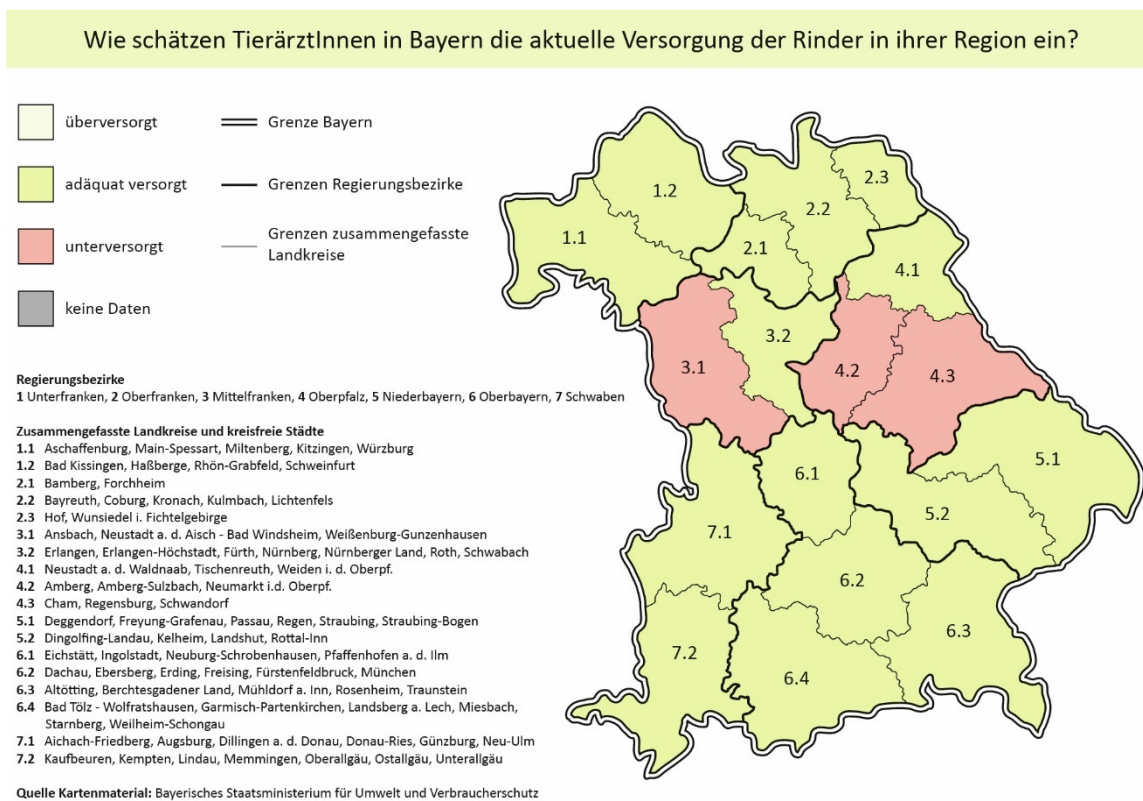 Wie schätzen TierärztInnen in Bayern die aktuelle Versorgung der Rinder in ihrer Region ein?
überversorgt
Grenze Bayern
adäquat versorgt
Grenzen Regierungsbezirke
unterversorgt
Grenzen zusammengefasste
Landkreise
keine Daten
1.1
1.2
2.1
2.2
2.3
3.1
3.2
4.1
4.2
4.3
5.1
5.2
6.1
6.2
6.3
6.4
7.1
7.2
Regierungsbezirke
1 Unterfranken, 2 Oberfranken, 3 Mittelfranken, 4 Oberpfalz, 5 Niederbayern, 6 Oberbayern, 7 Schwaben
Zusammengefasste Landkreise und kreisfreie Städte
1.1 Aschaffenburg, Main-Spessart, Miltenberg, Kitzingen, Würzburg
1.2 Bad Kissingen, Haßberge, Rhön-Grabfeld, Schweinfurt
2.1 Bamberg, Forchheim
2.2 Bayreuth, Coburg, Kronach, Kulmbach, Lichtenfels
2.3 Hof, Wunsiedel i. Fichtelgebirge
3.1 Ansbach, Neustadt a. d. Aisch - Bad Windsheim, Weißenburg-Gunzenhausen
3.2 Erlangen, Erlangen-Höchstadt, Fürth, Nürnberg, Nürnberger Land, Roth, Schwabach
4.1 Neustadt a. d. Waldnaab, Tischenreuth, Weiden i. d. Oberpf.
4.2 Amberg, Amberg-Sulzbach, Neumarkt i.d. Oberpf.
4.3 Cham, Regensburg, Schwandorf
5.1 Deggendorf, Freyung-Grafenau, Passau, Regen, Straubing, Straubing-Bogen
5.2 Dingolfing-Landau, Kelheim, Landshut, Rottal-Inn
6.1 Eichstätt, Ingolstadt, Neuburg-Schrobenhausen, Pfaffenhofen a. d. Ilm
6.2 Dachau, Ebersberg, Erding, Freising, Fürstenfeldbruck, München
6.3 Altötting, Berchtesgadener Land, Mühldorf a. Inn, Rosenheim, Traunstein
6.4 Bad Tölz - Wolfratshausen, Garmisch-Partenkirchen, Landsberg a. Lech, Miesbach,
Starnberg, Weilheim-Schongau
7.1 Aichach-Friedberg, Augsburg, Dillingen a. d. Donau, Donau-Ries, Günzburg, Neu-Ulm
7.2 Kaufbeuren, Kempten, Lindau, Memmingen, Oberallgäu, Ostallgäu, Unterallgäu
Quelle Kartenmaterial: Bayerisches Staatsministerium für Umwelt und Verbraucherschutz